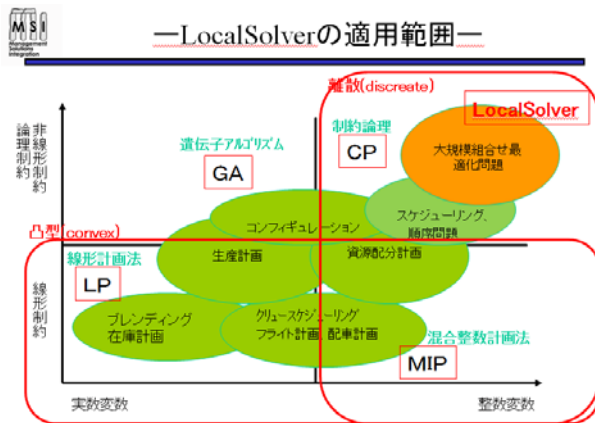 MSI
Management
Solutions
Integration
―LocalSolverの適用範囲―
離散(discreate)
LocalSolver
非線形制約
論理制約
遺伝子アルゴリズム
GA
制約論理
CP
大規模組合せ最
適化問題
コンフィギュレーション
スケジューリング、
順序問題
凸型(convex)
線形計画法
LP
生産計画
資源配分計画
線形制約
ブレンディング
在庫計画
クリュースケジューリング
フライト計画、配車計画
混合整数計画法
MIP
実数変数
整数変数